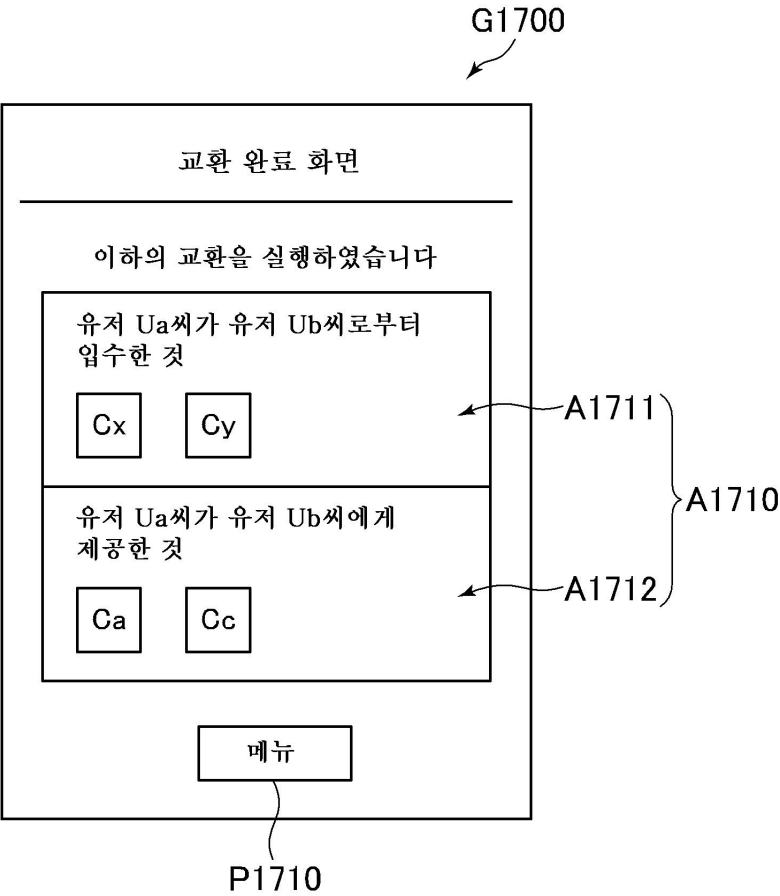 G1700
교환 완료 화면
이하의 교환을 실행하였습니다
유저 Ua씨가 유저 Ub씨로부터
입수한 것
Cx Cy
A1711
A1710
유저 Ua씨가 유저 Ub씨에게
제공한 것
Ca Cc
A1712
메뉴
P1710